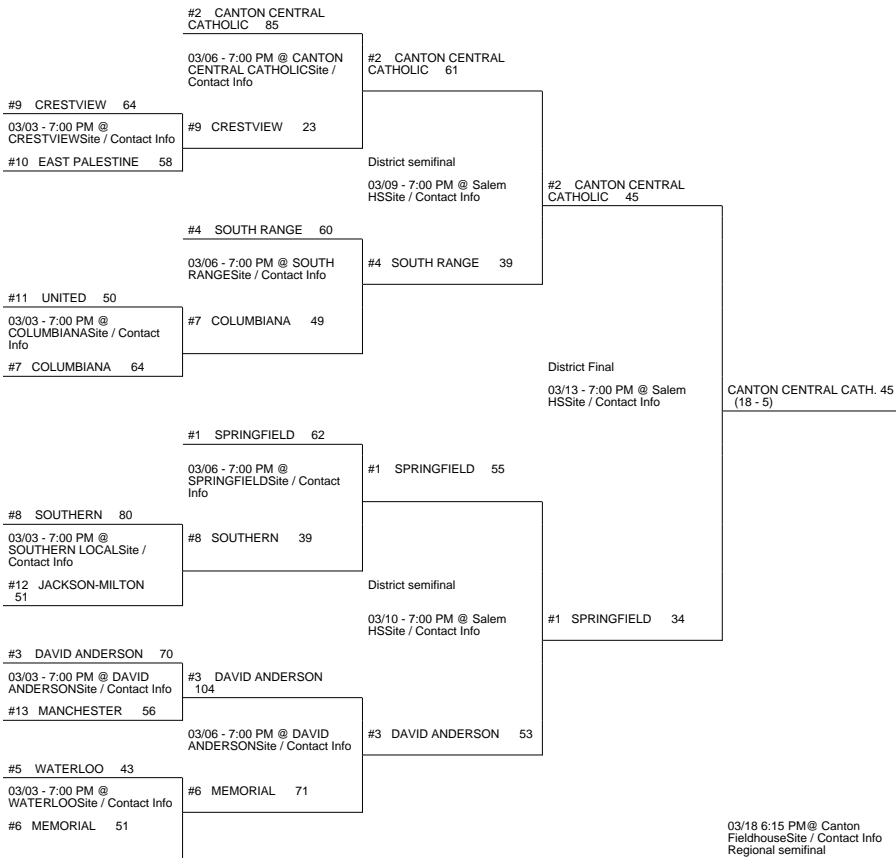 #2 CANTON CENTRAL
CATHOLIC 85
03/06 - 7:00 PM @ CANTON
CENTRAL CATHOLICSite /
Contact Info
#2 CANTON CENTRAL
CATHOLIC 61
#9 CRESTVIEW 64
03/03 - 7:00 PM @
CRESTVIEWSite / Contact Info
#9 CRESTVIEW 23
#10 EAST PALESTINE 58
District semifinal
03/09 - 7:00 PM @ Salem
HSSite / Contact Info
#2 CANTON CENTRAL
CATHOLIC 45
#4 SOUTH RANGE 60
03/06 - 7:00 PM @ SOUTH
RANGESite / Contact Info
#4 SOUTH RANGE 39
#11 UNITED 50
03/03 - 7:00 PM @
COLUMBIANASite / Contact
Info
#7 COLUMBIANA 49
#7 COLUMBIANA 64
District Final
03/13 - 7:00 PM @ Salem
HSSite / Contact Info
CANTON CENTRAL CATH. 45
(18 - 5)
#1 SPRINGFIELD 62
03/06 - 7:00 PM @
SPRINGFIELDSite / Contact
Info
#1 SPRINGFIELD 55
#8 SOUTHERN 80
03/03 - 7:00 PM @
SOUTHERN LOCALSite /
Contact Info
#8 SOUTHERN 39
#12 JACKSON-MILTON
51
District semifinal
03/10 - 7:00 PM @ Salem
HSSite / Contact Info
#1 SPRINGFIELD 34
#3 DAVID ANDERSON 70
03/03 - 7:00 PM @ DAVID
ANDERSONSite / Contact Info
#3 DAVID ANDERSON
104
#13 MANCHESTER 56
03/06 - 7:00 PM @ DAVID
ANDERSONSite / Contact Info
#3 DAVID ANDERSON 53
#5 WATERLOO 43
03/03 - 7:00 PM @
WATERLOOSite / Contact Info
#6 MEMORIAL 71
#6 MEMORIAL 51
03/18 6:15 PM@ Canton
FieldhouseSite / Contact Info
Regional semifinal